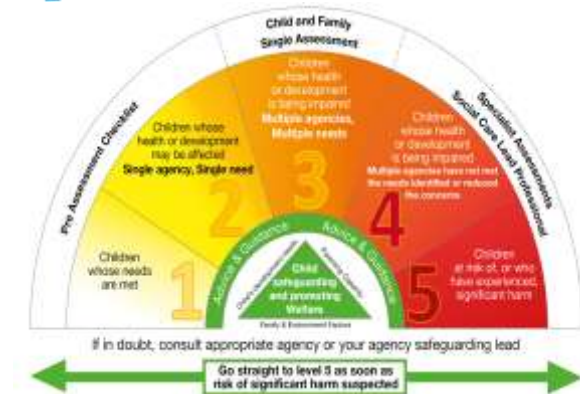 Child and Family
Single Assessment
Pre Assessment Checklist
Specialist Assessments
Social Care Lead Professional
Children
whose needs
are met
1
Children whose
health or development
may be affected
Single agency, Single need
2
Children
whose health
or development
is being impaired
Multiple agencies,
Multiple needs
3
Children
whose health
or development
is being impaired
Multiple agencies have not met
the needs identified or reduced
the concerns
4
Children
at risk of, or who
have experienced,
significant harm
5
Advice & Guidance
Advice & Guidance
Child's development needs
Parenting Capacity
Child
safeguarding
and promoting
Welfare
Family & Environment Factors
If in doubt, consult appropriate agency or your agency safeguarding lead
Go straight to level 5 as soon as
risk of significant harm suspected